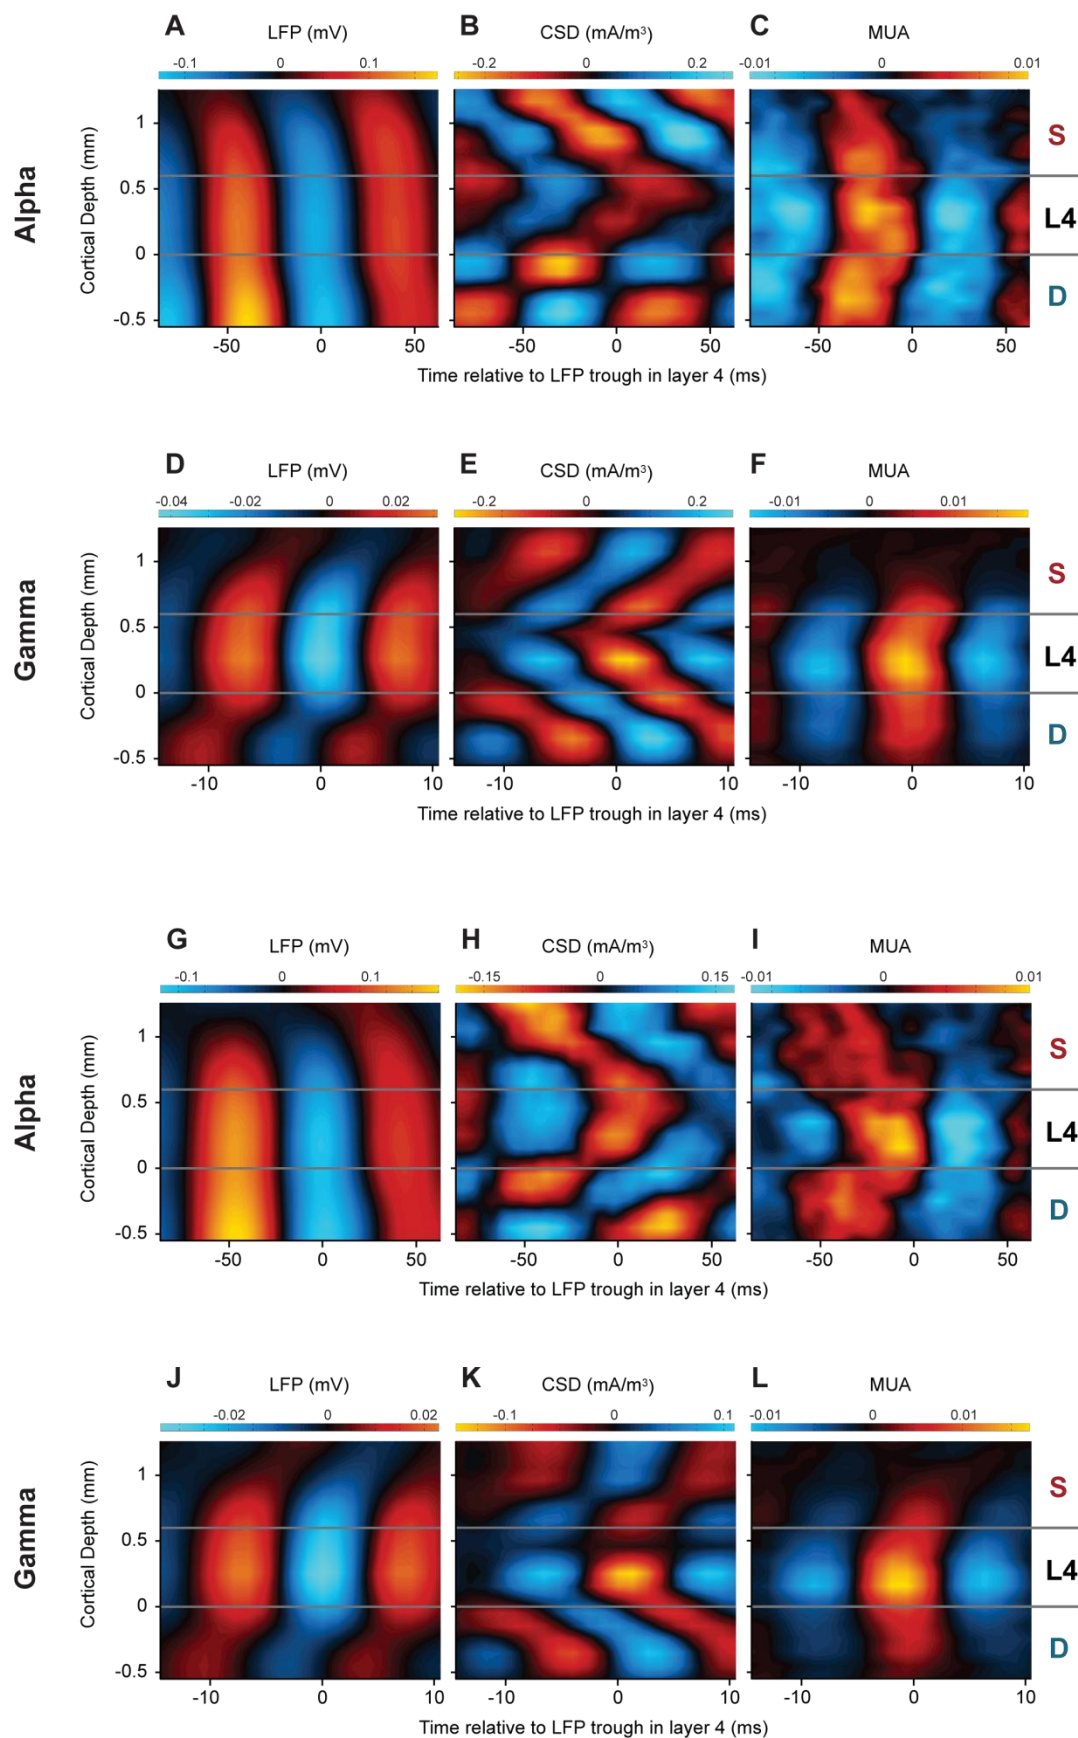 A LFP (mV) B CSD (mA/m³) C MUA
-0.1 0 0.1 -0.2 0 0.2 -0.01 0 0.01
Alpha
Cortical Depth (mm)
1
0.5
0
-0.5
S
L4
D
-50 0 50 -50 0 50 -50 0 50
Time relative to LFP trough in layer 4 (ms)
D LFP (mV) E CSD (mA/m³) F MUA
-0.04 -0.02 0 0.02 -0.2 0 0.2 -0.01 0 0.01
Gamma
Cortical Depth (mm)
1
0.5
0
-0.5
S
L4
D
-10 0 10 -10 0 10 -10 0 10
Time relative to LFP trough in layer 4 (ms)
G LFP (mV) H CSD (mA/m³) I MUA
-0.1 0 0.1 -0.15 0 0.15 -0.01 0 0.01
Alpha
Cortical Depth (mm)
1
0.5
0
-0.5
S
L4
D
-50 0 50 -50 0 50 -50 0 50
Time relative to LFP trough in layer 4 (ms)
J LFP (mV) K CSD (mA/m³) L MUA
-0.02 0 0.02 -0.1 0 0.1 -0.01 0 0.01
Gamma
Cortical Depth (mm)
1
0.5
0
-0.5
S
L4
D
-10 0 10 -10 0 10 -10 0 10
Time relative to LFP trough in layer 4 (ms)